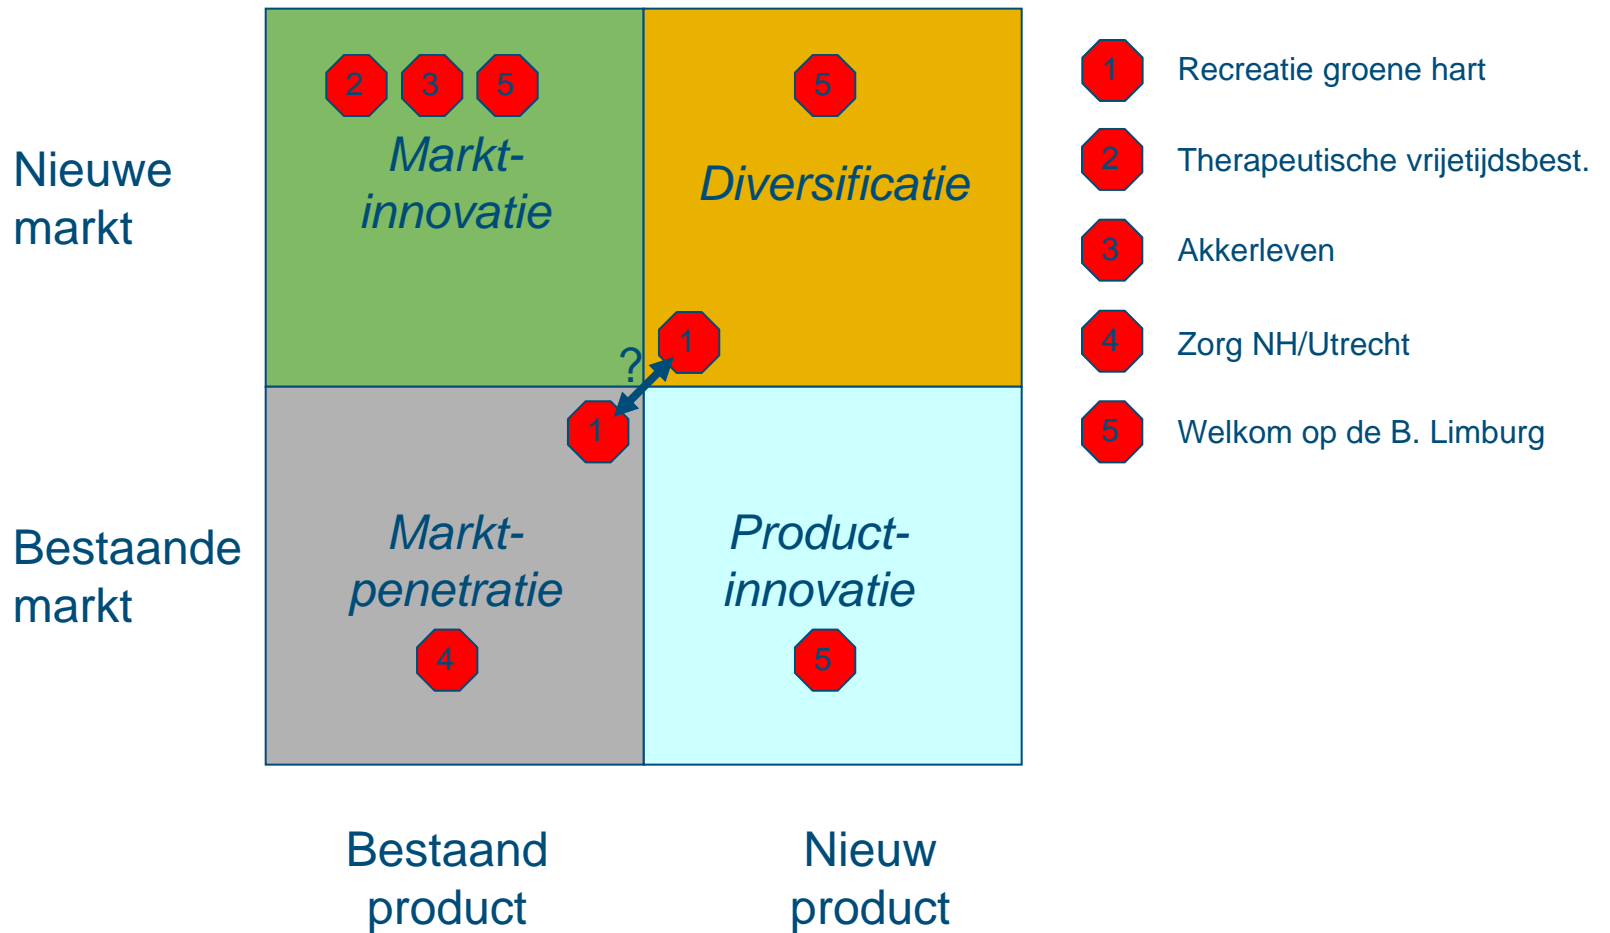 2 3 5
5
1 Recreatie groene hart
Nieuwe
markt
Markt-
innovatie
Diversificatie
2 Therapeutische vrijetijdsbest.
3 Akkerleven
?
1
4 Zorg NH/Utrecht
1
5 Welkom op de B. Limburg
Bestaande
markt
Markt-
penetratie
Product-
innovatie
4
5
Bestaand
product
Nieuw
product